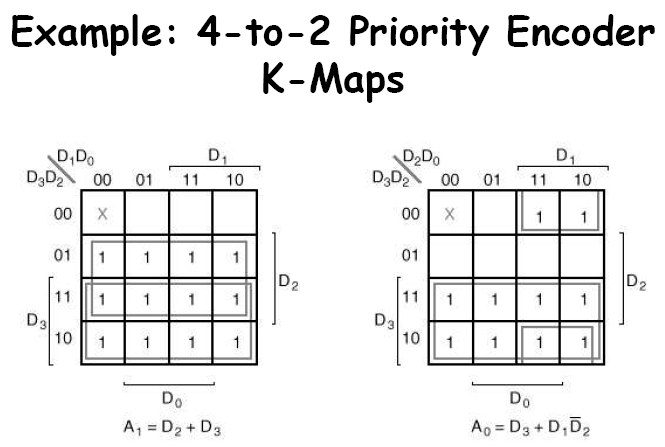 Example: 4-to-2 Priority Encoder
K-Maps
D₁D₀ D₁
D₃D₂ 00 01 11 10
00 X
01 1 1 1 1
D₂
11 1 1 1 1
D₃
10 1 1 1 1
D₀
A₁ = D₂ + D₃
D₂D₀ D₁
D₃D₂ 00 01 11 10
00 X 1 1
01
D₂
11 1 1 1 1
D₃
10 1 1 1 1
D₀
A₀ = D₃ + D₁D̅₂